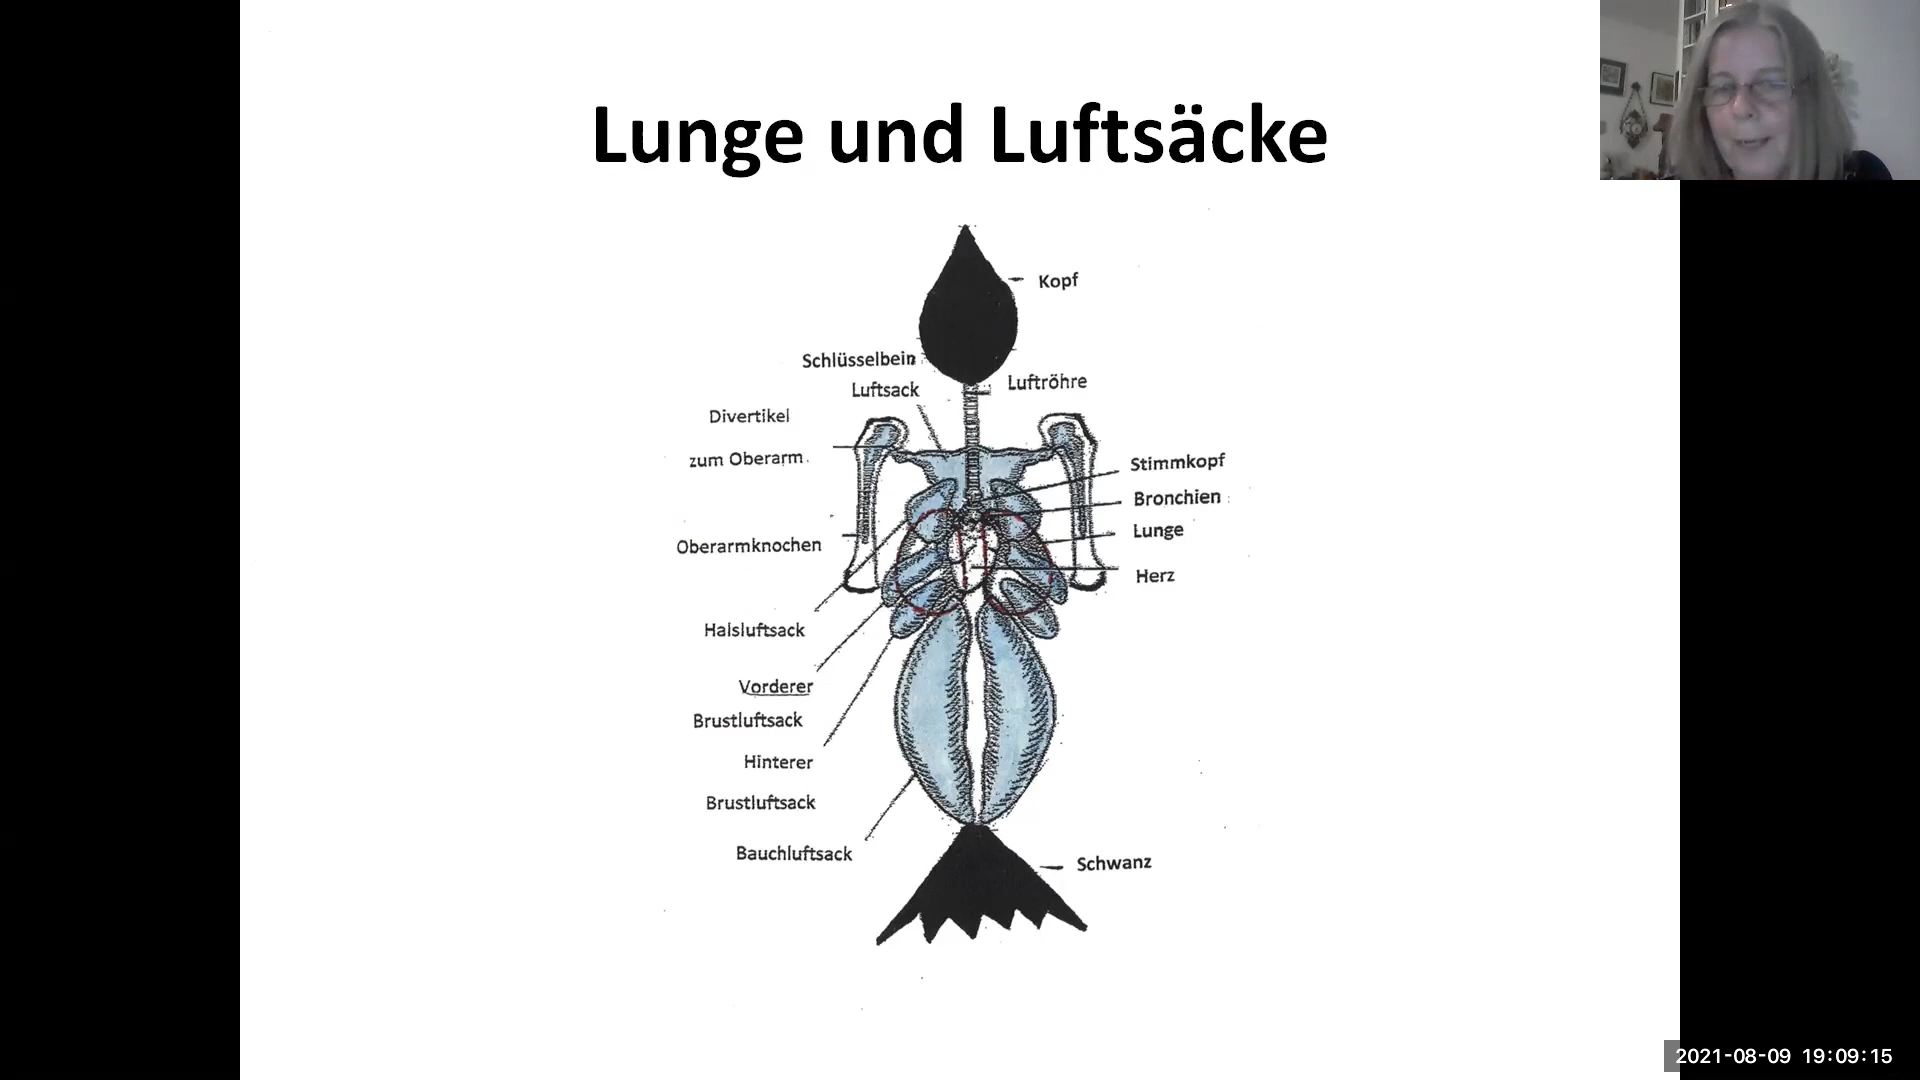 Lunge und Luftsäcke
Kopf
Schlüsselbein
Luftsack
Luftröhre
Divertikel
zum Oberarm.
Stimmkopf
Bronchien
Lunge
Oberarmknochen
Herz
Halsluftsack
Vorderer
Brustluftsack
Hinterer
Brustluftsack
Bauchluftsack
Schwanz
2021-08-09 19:09:15